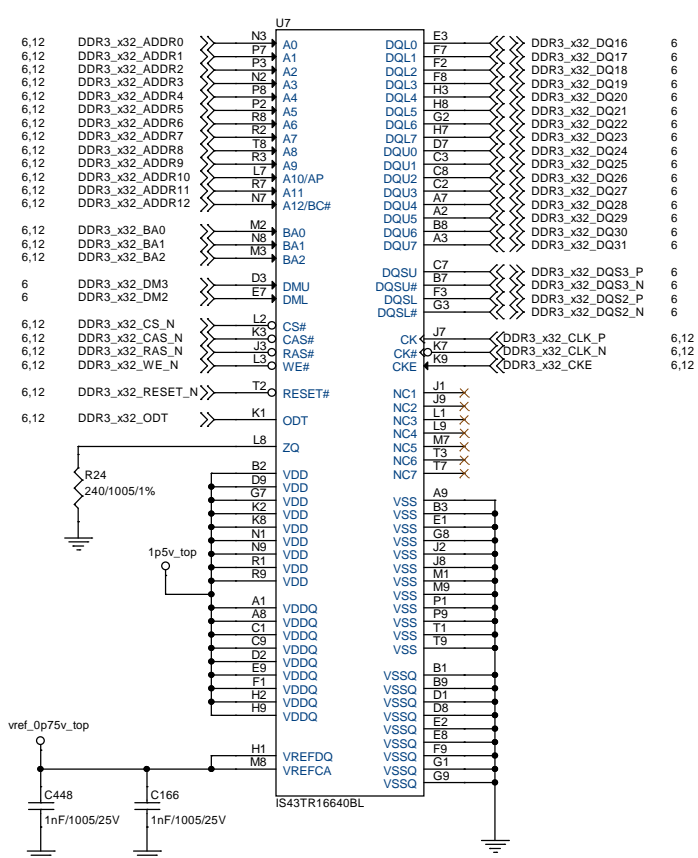 U7
6,12 DDR3_x32_ADDR0 N3 A0 DQL0 E3 DDR3_x32_DQ16 6
6,12 DDR3_x32_ADDR1 P7 A1 DQL1 F7 DDR3_x32_DQ17 6
6,12 DDR3_x32_ADDR2 P3 A2 DQL2 F2 DDR3_x32_DQ18 6
6,12 DDR3_x32_ADDR3 N2 A3 DQL3 F8 DDR3_x32_DQ19 6
6,12 DDR3_x32_ADDR4 P8 A4 DQL4 H3 DDR3_x32_DQ20 6
6,12 DDR3_x32_ADDR5 P2 A5 DQL5 H8 DDR3_x32_DQ21 6
6,12 DDR3_x32_ADDR6 R8 A6 DQL6 G2 DDR3_x32_DQ22 6
6,12 DDR3_x32_ADDR7 R2 A7 DQL7 H7 DDR3_x32_DQ23 6
6,12 DDR3_x32_ADDR8 T8 A8 DQU0 D7 DDR3_x32_DQ24 6
6,12 DDR3_x32_ADDR9 R3 A9 DQU1 C3 DDR3_x32_DQ25 6
6,12 DDR3_x32_ADDR10 L7 A10/AP DQU2 C8 DDR3_x32_DQ26 6
6,12 DDR3_x32_ADDR11 R7 A11 DQU3 C2 DDR3_x32_DQ27 6
6,12 DDR3_x32_ADDR12 N7 A12/BC# DQU4 A7 DDR3_x32_DQ28 6
DQU5 A2 DDR3_x32_DQ29 6
6,12 DDR3_x32_BA0 M2 BA0 DQU6 B8 DDR3_x32_DQ30 6
6,12 DDR3_x32_BA1 N8 BA1 DQU7 A3 DDR3_x32_DQ31 6
6,12 DDR3_x32_BA2 M3 BA2
DQSU C7 DDR3_x32_DQS3_P 6
6 DDR3_x32_DM3 D3 DMU DQSU# B7 DDR3_x32_DQS3_N 6
6 DDR3_x32_DM2 E7 DML DQSL F3 DDR3_x32_DQS2_P 6
DQSL# G3 DDR3_x32_DQS2_N 6
6,12 DDR3_x32_CS_N L2 CS#
6,12 DDR3_x32_CAS_N K3 CAS# CK J7 DDR3_x32_CLK_P 6,12
6,12 DDR3_x32_RAS_N J3 RAS# CK# K7 DDR3_x32_CLK_N 6,12
6,12 DDR3_x32_WE_N L3 WE# CKE K9 DDR3_x32_CKE 6,12
6,12 DDR3_x32_RESET_N T2 RESET# NC1 J1
NC2 J9
6,12 DDR3_x32_ODT K1 ODT NC3 L1
NC4 L9
L8 ZQ NC5 M7
NC6 T3
R24 B2 VDD NC7 T7
240/1005/1% D9 VDD
G7 VDD VSS A9
K2 VDD VSS B3
K8 VDD VSS E1
N1 VDD VSS G8
1p5v_top N9 VDD VSS J2
R1 VDD VSS J8
R9 VDD VSS M1
VSS M9
A1 VDDQ VSS P1
A8 VDDQ VSS P9
C1 VDDQ VSS T1
C9 VDDQ VSS T9
D2 VDDQ
E9 VDDQ VSSQ B1
F1 VDDQ VSSQ B9
H2 VDDQ VSSQ D1
H9 VDDQ VSSQ D8
vref_0p75v_top VSSQ E2
VSSQ E8
H1 VREFDQ VSSQ F9
M8 VREFCA VSSQ G1
VSSQ G9
C448 C166
1nF/1005/25V 1nF/1005/25V IS43TR16640BL